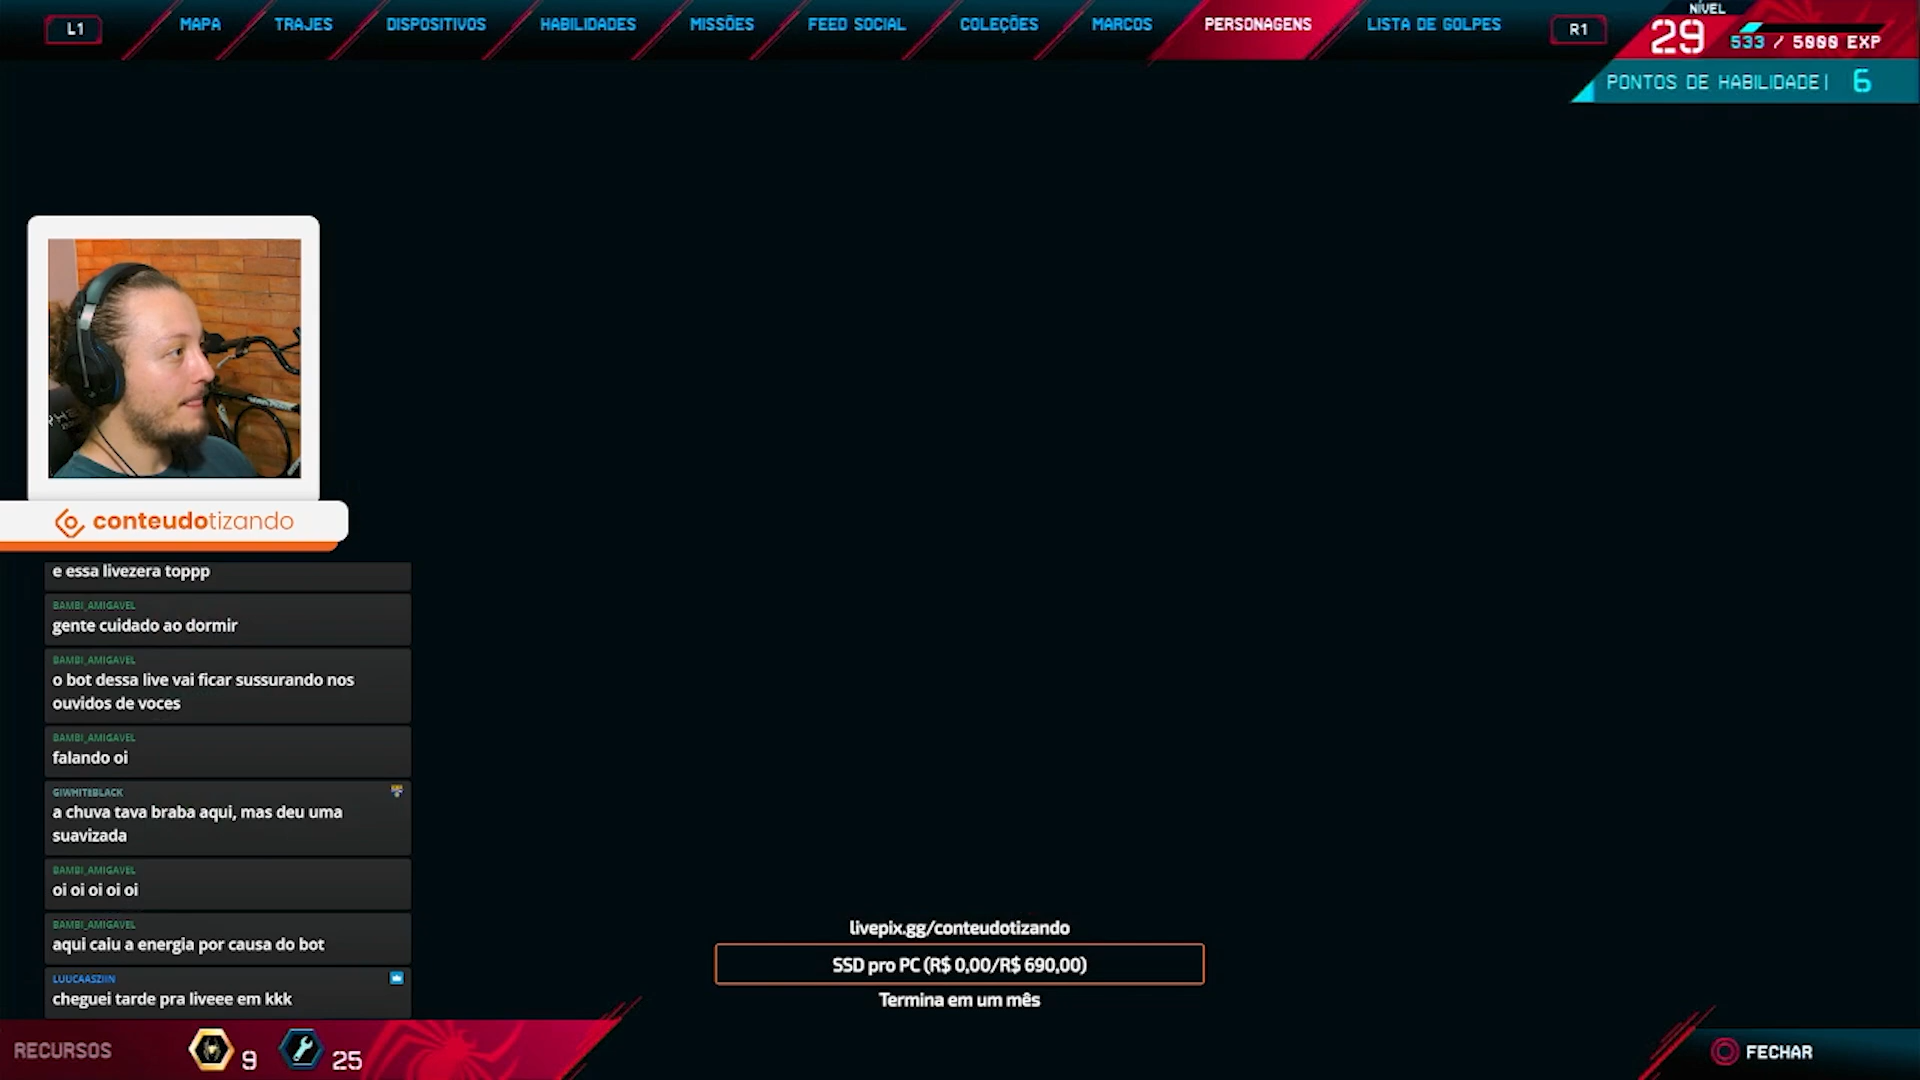 L1
MAPA
TRAJES
DISPOSITIVOS
HABILIDADES
MISSÕES
FEED SOCIAL
COLEÇÕES
MARCOS
PERSONAGENS
LISTA DE GOLPES
R1
NÍVEL
29
533 / 5000 EXP
PONTOS DE HABILIDADE| 6
conteudotizando
e essa livezera toppp
BAMBI_AMIGAVEL
gente cuidado ao dormir
BAMBI_AMIGAVEL
o bot dessa live vai ficar sussurando nos
ouvidos de voces
BAMBI_AMIGAVEL
falando oi
GIWHITEBLACK
a chuva tava braba aqui, mas deu uma
suavizada
BAMBI_AMIGAVEL
oi oi oi oi oi
BAMBI_AMIGAVEL
aqui caiu a energia por causa do bot
LUUCAASZIIN
cheguei tarde pra liveee em kkk
livepix.gg/conteudotizando
SSD pro PC (R$ 0,00/R$ 690,00)
Termina em um mês
RECURSOS
9
25
FECHAR